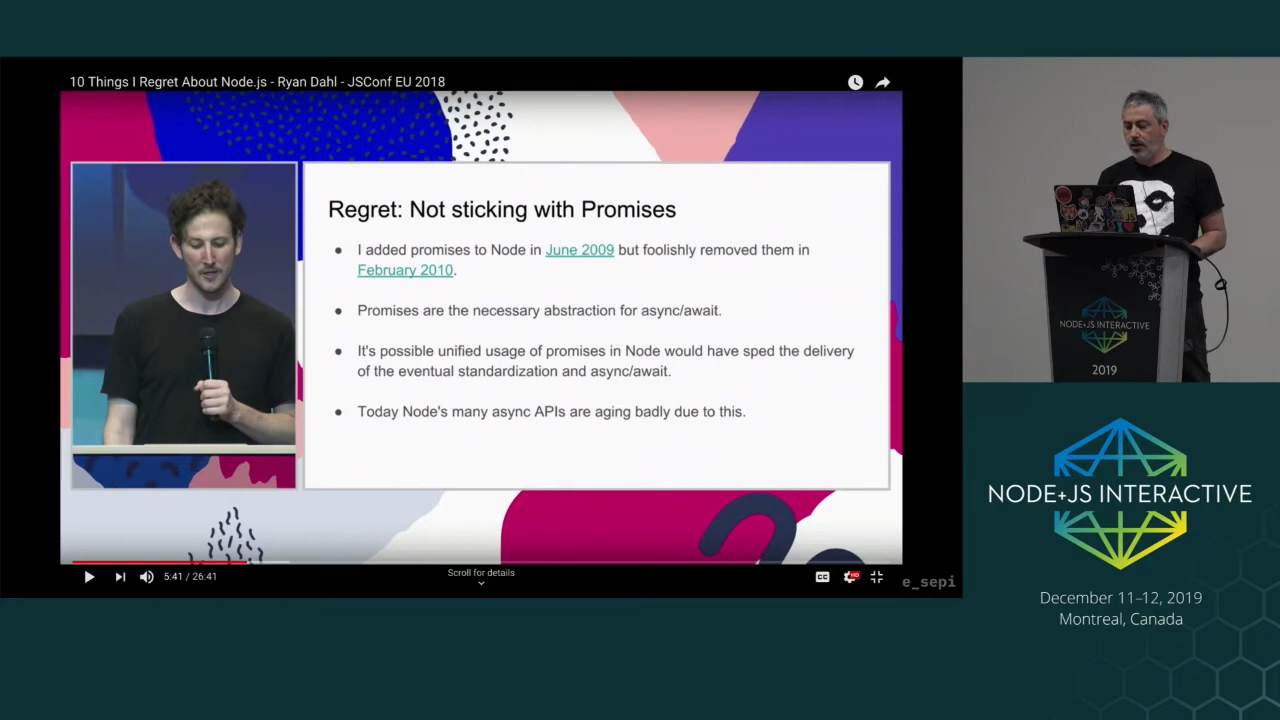 10 Things I Regret About Node.js - Ryan Dahl - JSConf EU 2018
Regret: Not sticking with Promises
● I added promises to Node in June 2009 but foolishly removed them in
February 2010.
● Promises are the necessary abstraction for async/await.
● It's possible unified usage of promises in Node would have sped the delivery
of the eventual standardization and async/await.
● Today Node's many async APIs are aging badly due to this.
5:41 / 26:41
Scroll for details
CC
HD
e_sepi
JS
NODE+JS INTERACTIVE
2019
NODE+JS INTERACTIVE
December 11–12, 2019
Montreal, Canada